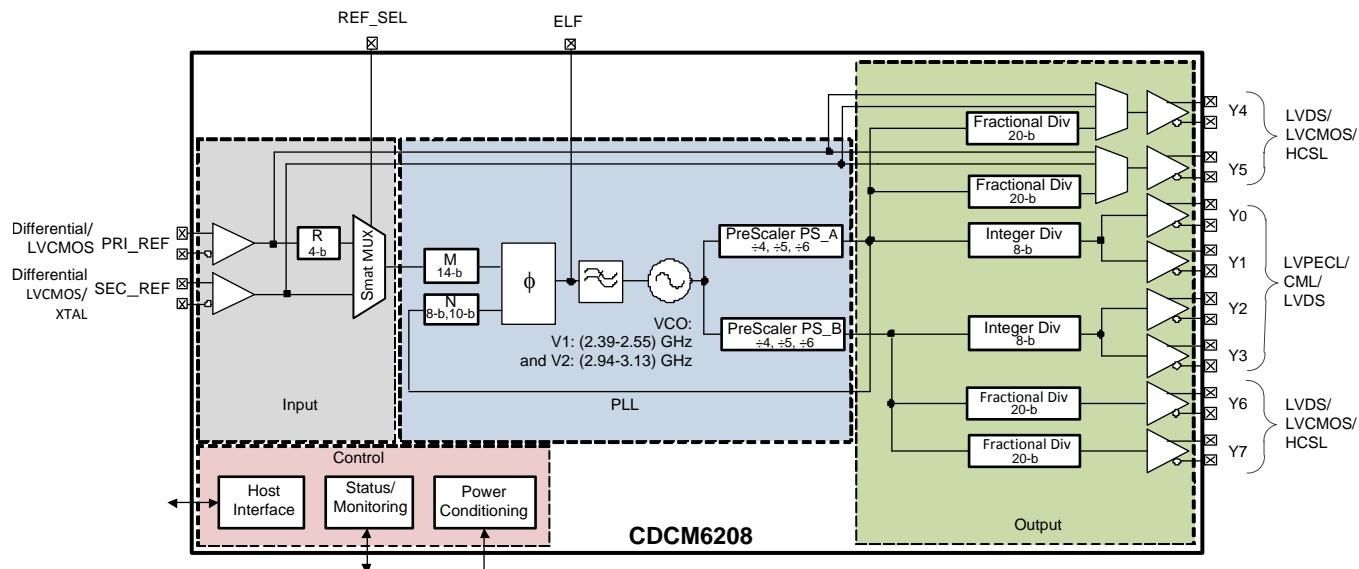 REF_SEL
ELF
Differential/
LVCMOS
PRI_REF
Differential
LVCMOS/
XTAL
SEC_REF
R
4-b
Smat MUX
Input
M
14-b
N
8-b,10-b
ϕ
VCO:
V1: (2.39-2.55) GHz
and V2: (2.94-3.13) GHz
PreScaler PS_A
÷4, ÷5, ÷6
PreScaler PS_B
÷4, ÷5, ÷6
PLL
Fractional Div
20-b
Fractional Div
20-b
Integer Div
8-b
Integer Div
8-b
Fractional Div
20-b
Fractional Div
20-b
Output
Y4
Y5
Y0
Y1
Y2
Y3
Y6
Y7
LVDS/
LVCMOS/
HCSL
LVPECL/
CML/
LVDS
LVDS/
LVCMOS/
HCSL
Control
Host
Interface
Status/
Monitoring
Power
Conditioning
CDCM6208